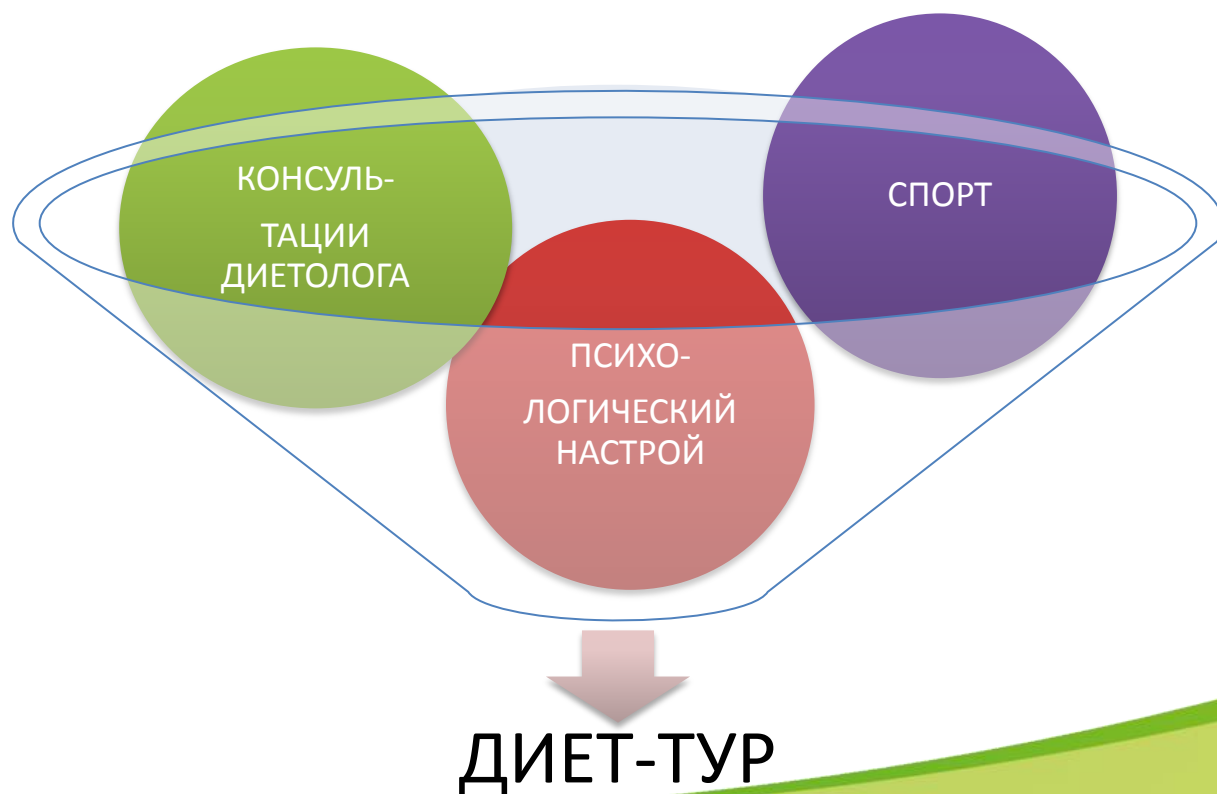 КОНСУЛЬ-
ТАЦИИ
ДИЕТОЛОГА
СПОРТ
ПСИХО-
ЛОГИЧЕСКИЙ
НАСТРОЙ
ДИЕТ-ТУР